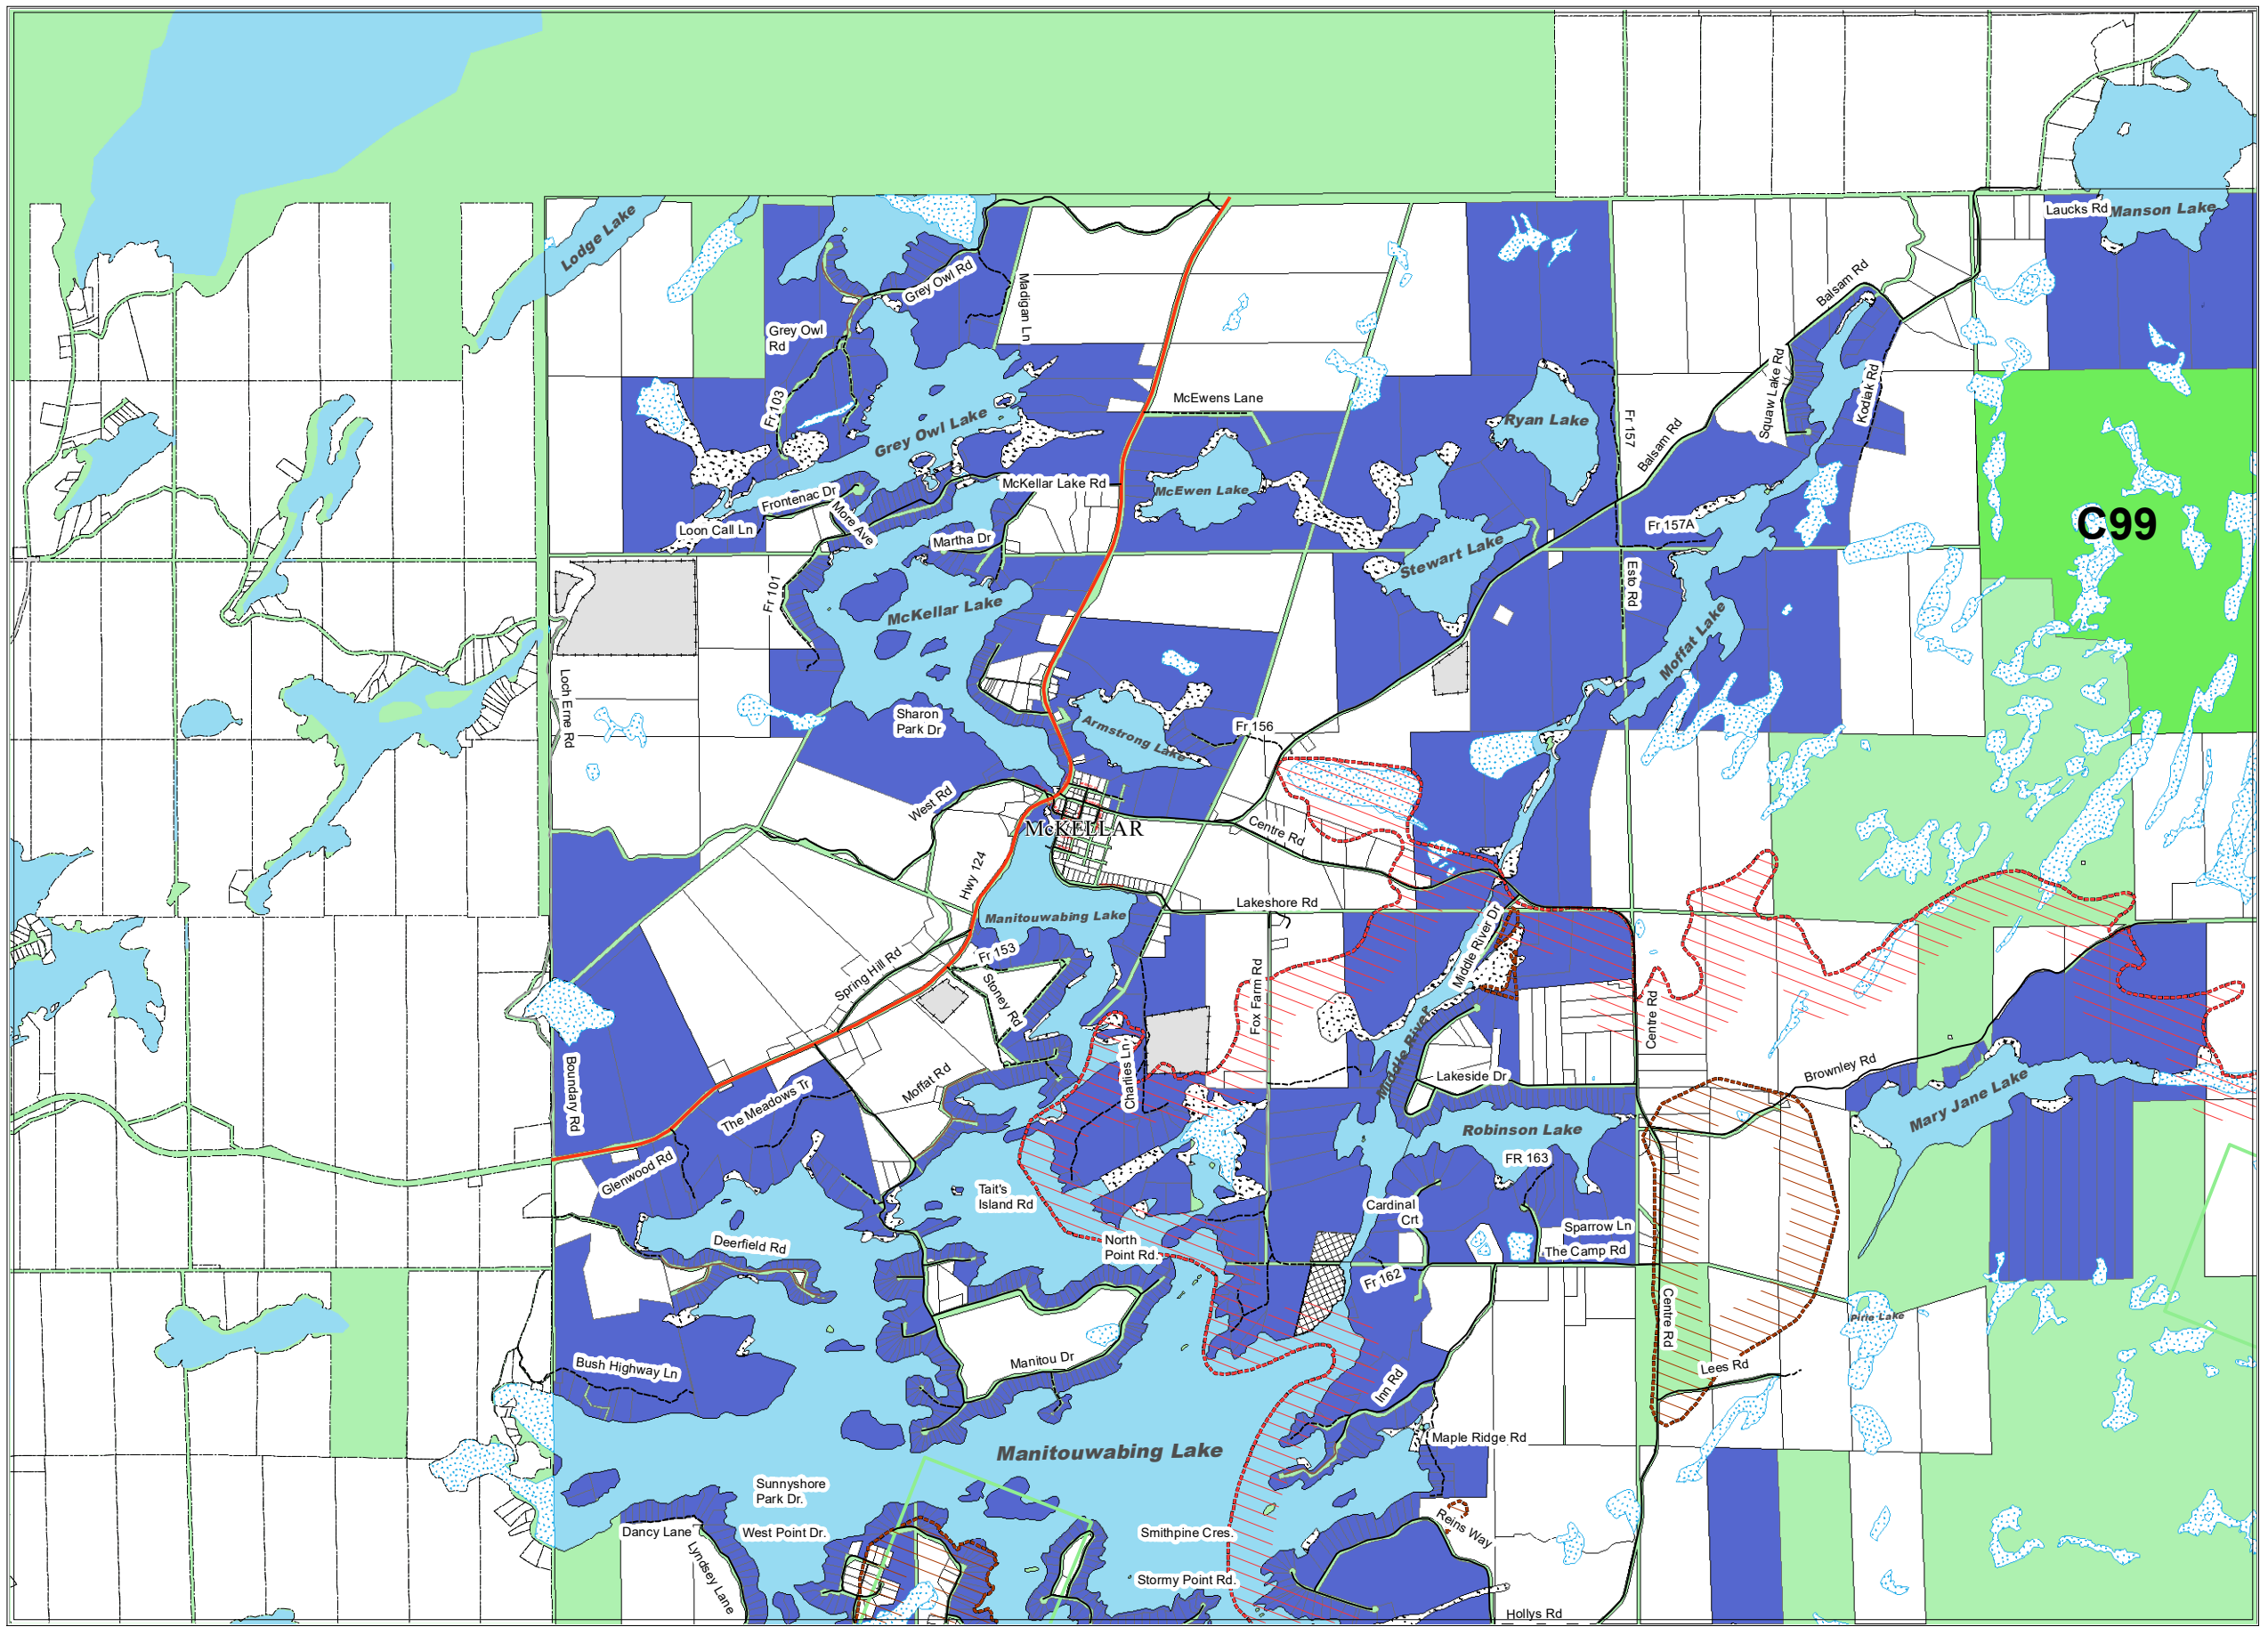 Laucks Rd
Manson Lake
Lodge Lake
Grey Owl Rd
Madigan Ln
Balsam Rd
Grey Owl
Rd
Squaw Lake Rd
Kodiak Rd
McEwens Lane
Fr 103
Grey Owl Lake
Ryan Lake
Fr 157
Balsam Rd
McKellar Lake Rd
McEwen Lake
Frontenac Dr
More Ave
Loon Call Ln
Martha Dr
Fr 157A
C99
Stewart Lake
Fr 101
McKellar Lake
Esto Rd
Moffat Lake
Loch Erne Rd
Sharon
Park Dr
Armstrong Lake
Fr 156
West Rd
McKELLAR
Centre Rd
Hwy 124
Lakeshore Rd
Manitouwabing Lake
Middle River Dr
Fr 153
Spring Hill Rd
Stoney Rd
Fox Farm Rd
Centre Rd
Middle River
Charlies Ln
Boundary Rd
Moffat Rd
The Meadows Tr
Lakeside Dr
Brownley Rd
Mary Jane Lake
Robinson Lake
FR 163
Glenwood Rd
Tait's
Island Rd
Cardinal
Crt
Sparrow Ln
The Camp Rd
North
Point Rd.
Deerfield Rd
Fr 162
Centre Rd
Pirie Lake
Manitou Dr
Bush Highway Ln
Lees Rd
Inn Rd
Maple Ridge Rd
Manitouwabing Lake
Sunnyshore
Park Dr.
Dancy Lane
West Point Dr.
Smithpine Cres.
Reins Way
Lyndsey Lane
Stormy Point Rd.
Hollys Rd